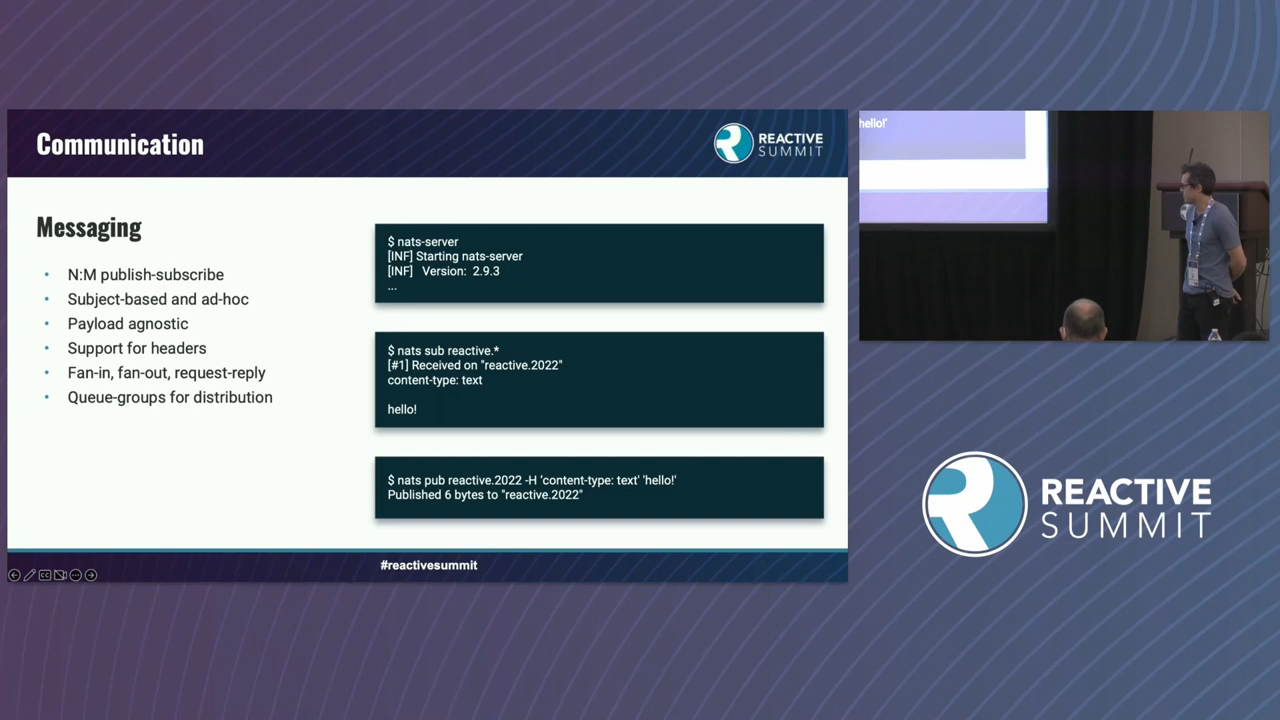 Communication
REACTIVE
SUMMIT
Messaging
• N:M publish-subscribe
• Subject-based and ad-hoc
• Payload agnostic
• Support for headers
• Fan-in, fan-out, request-reply
• Queue-groups for distribution
$ nats-server
[INF] Starting nats-server
[INF]   Version:  2.9.3
...
$ nats sub reactive.*
[#1] Received on "reactive.2022"
content-type: text
hello!
$ nats pub reactive.2022 -H 'content-type: text' 'hello!'
Published 6 bytes to "reactive.2022"
#reactivesummit
CC
hello!'
REACTIVE
SUMMIT